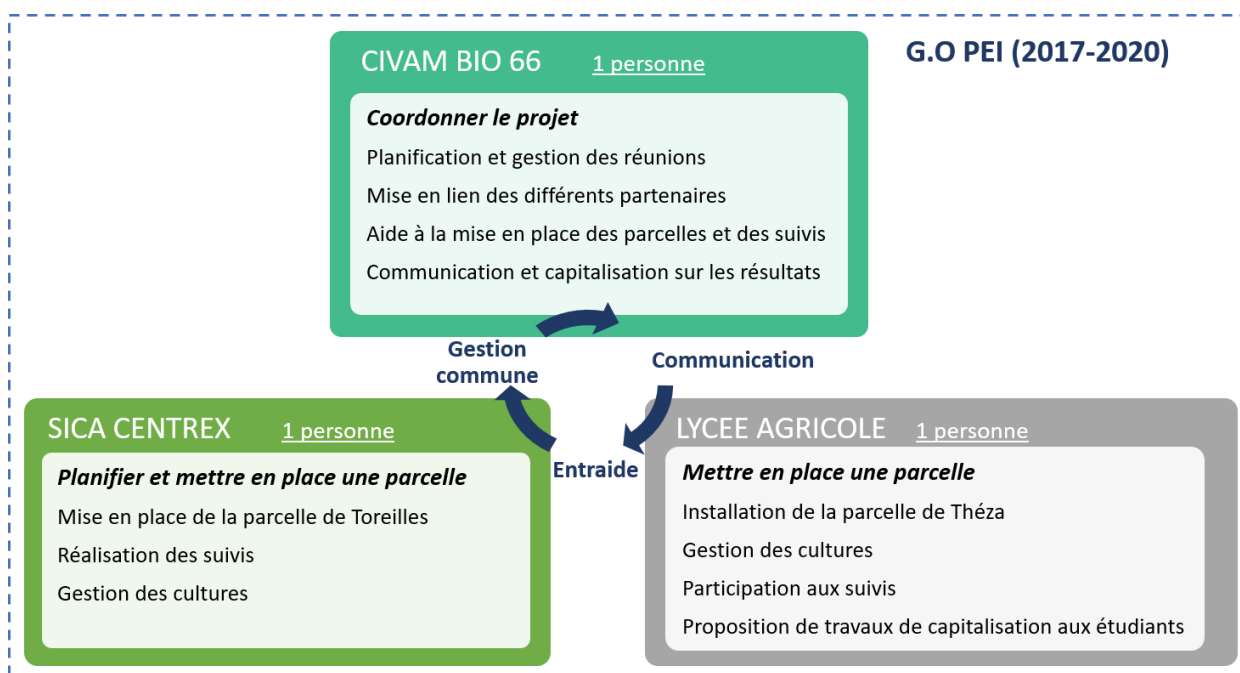 G.O PEI (2017-2020)
CIVAM BIO 66 1 personne
Coordonner le projet
Planification et gestion des réunions
Mise en lien des différents partenaires
Aide à la mise en place des parcelles et des suivis
Communication et capitalisation sur les résultats
Gestion
commune
Communication
Entraide
SICA CENTREX 1 personne
Planifier et mettre en place une parcelle
Mise en place de la parcelle de Toreilles
Réalisation des suivis
Gestion des cultures
LYCEE AGRICOLE 1 personne
Mettre en place une parcelle
Installation de la parcelle de Théza
Gestion des cultures
Participation aux suivis
Proposition de travaux de capitalisation aux étudiants